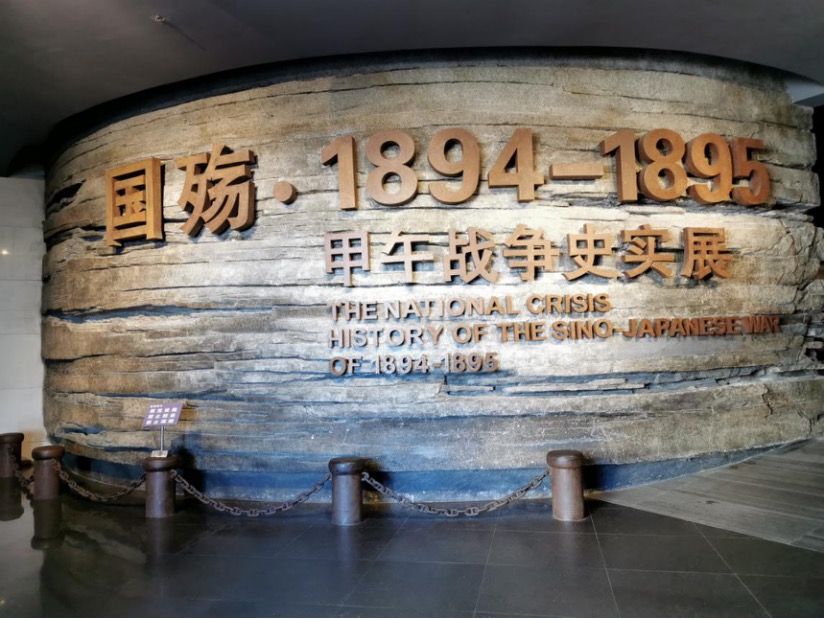 国殇·1894-1895
甲午战争史实展
THE NATIONAL CRISIS
HISTORY OF THE SINO-JAPANESE WAR
OF 1894-1895